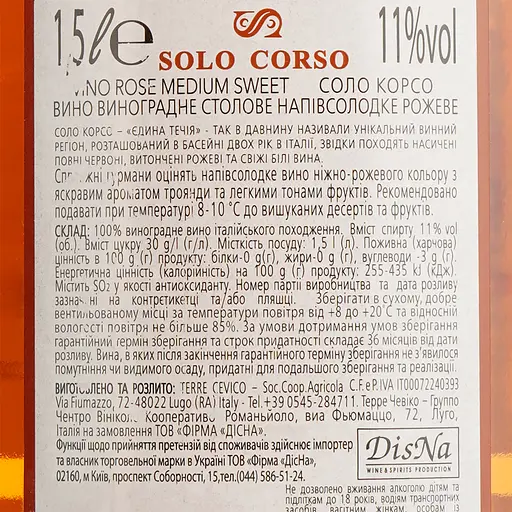 1.5ℓe 11%vol
SOLO CORSO
VINO ROSE MEDIUM SWEET СОЛО КОРСО
ВИНО ВИНОГРАДНЕ СТОЛОВЕ НАПІВСОЛОДКЕ РОЖЕВЕ
СОЛО КОРСО – «ЄДИНА ТЕЧІЯ» - ТАК В ДАВНИНУ НАЗИВАЛИ УНІКАЛЬНИЙ ВИННИЙ
РЕГІОН, РОЗТАШОВАНИЙ В БАСЕЙНІ ДВОХ РІК В ІТАЛІЇ, ЗВІДКИ ПОХОДЯТЬ НАСИЧЕНІ
ПОВНІ ЧЕРВОНІ, ВИТОНЧЕНІ РОЖЕВІ ТА СВІЖІ БІЛІ ВИНА.
гурмани оцінять напівсолодке вино ніжно-рожевого кольору з
яскравим ароматом троянди та легкими тонами фруктів. Рекомендовано
подавати при температурі 8-10 °C до вишуканих десертів та фруктів.
СКЛАД: 100% виноградне вино італійського походження. Вміст спирту 11% vol
(об.). Вміст цукру 30 g/l (г/л). Місткість посуду: 1,5 l (л). Поживна (харчова)
цінність в 100 g (г) продукту: білки-0 g(г), жири-0 g (г), вуглеводи -3 g (г).
Енергетична цінність (калорійність) на 100 g (г) продукту: 255-435 kJ (кДж).
Містить SO₂ у якості антиоксиданту. Номер партії виробництва та дата розливу
зазначені на контретикетці та/або пляшці. Зберігати в сухому, добре
вентильованому місці за температури повітря від +8 до +20°C та відносній
вологості повітря не більше 85%. За умови дотримання умов зберігання
гарантійний термін зберігання та строк придатності складає 36 місяців від дати
розливу. Вина, в яких після закінчення гарантійного терміну зберігання не з'явилося
помутніння чи видимого осаду, придатні для подальшого зберігання та реалізації.
ВИГОТОВЛЕНО ТА РОЗЛИТО: TERRE CEVICO – Soc.Coop.Agricola C.F.eP.IVA IT00072240393
Via Fiumazzo, 72-48022 Lugo (RA) Italy - Tel.+39 0545-284711. Терре Чевіко – Группо
Центро Вініколо Кооперативо Романьйоло, виа Фьюмаццо, 72, Луго,
Італія на замовлення ТОВ «ФІРМА «ДІСНА».
Функції щодо прийняття претензій від споживачів здійснює імпортер
та власник торговельної марки в Україні ТОВ «Фірма «ДісНа»
02160, м Київ, проспект Соборності, 15,тел.(044) 586-51-24.
DisNa
WINE & SPIRITS PRODUCTION
Не дозволено вживання алкоголю дітям та
підліткам до 18 років, водіям транспортних
засобів, вагітним жінкам, особам із